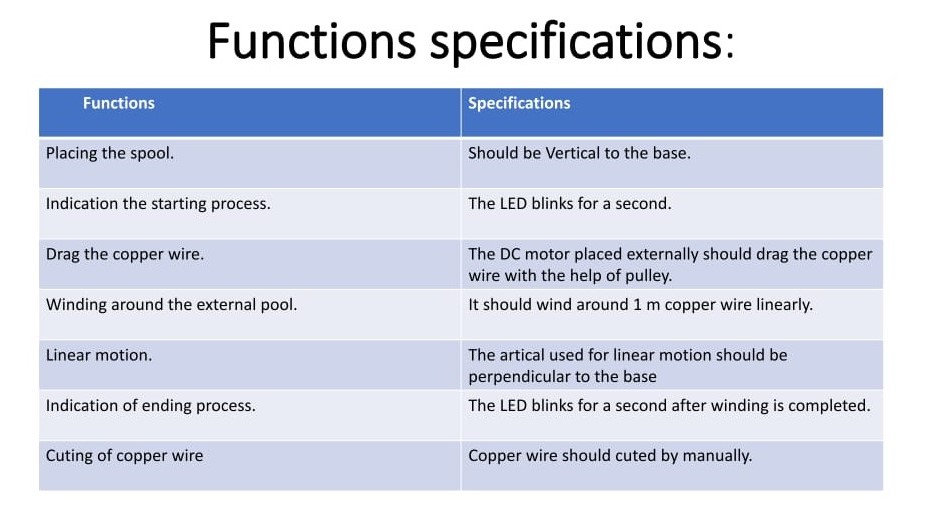 Functions specifications:
Functions
Specifications
Placing the spool.
Should be Vertical to the base.
Indication the starting process.
The LED blinks for a second.
Drag the copper wire.
The DC motor placed externally should drag the copper
wire with the help of pulley.
Winding around the external pool.
It should wind around 1 m copper wire linearly.
Linear motion.
The artical used for linear motion should be
perpendicular to the base
Indication of ending process.
The LED blinks for a second after winding is completed.
Cuting of copper wire
Copper wire should cuted by manually.